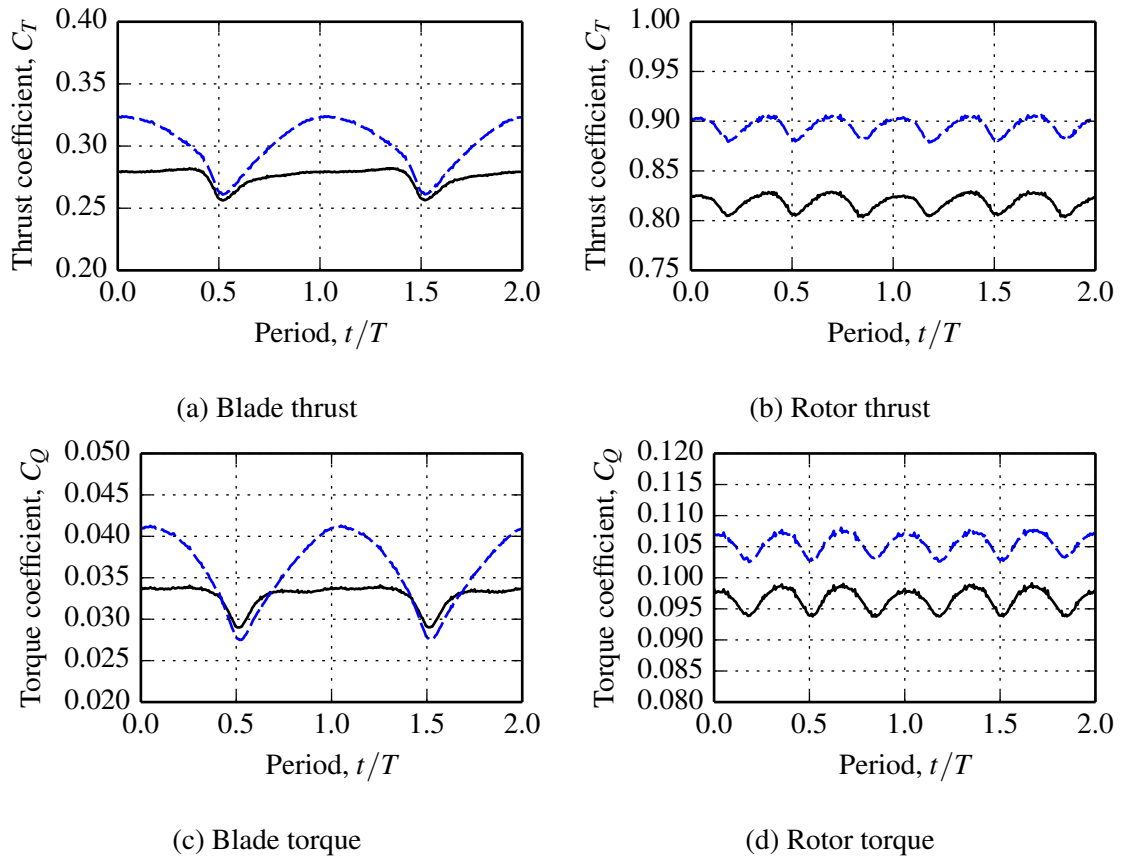 Thrust coefficient, C_T
0.40
0.35
0.30
0.25
0.20
0.0 0.5 1.0 1.5 2.0
Period, t/T
(a) Blade thrust
Thrust coefficient, C_T
1.00
0.95
0.90
0.85
0.80
0.75
0.0 0.5 1.0 1.5 2.0
Period, t/T
(b) Rotor thrust
Torque coefficient, C_Q
0.050
0.045
0.040
0.035
0.030
0.025
0.020
0.0 0.5 1.0 1.5 2.0
Period, t/T
(c) Blade torque
Torque coefficient, C_Q
0.120
0.115
0.110
0.105
0.100
0.095
0.090
0.085
0.080
0.0 0.5 1.0 1.5 2.0
Period, t/T
(d) Rotor torque